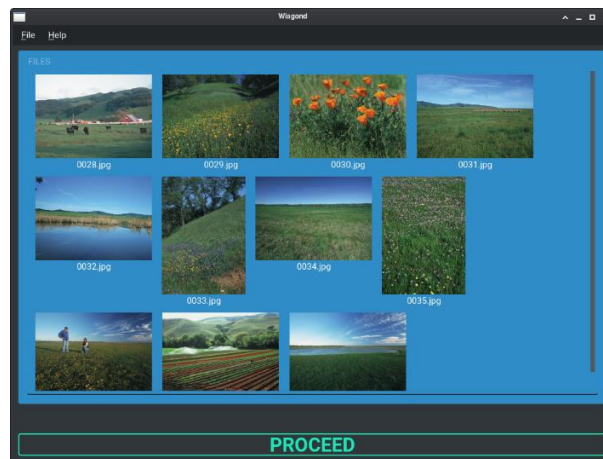 Wiagond
File Help
FILES
0028.jpg 0029.jpg 0030.jpg 0031.jpg
0032.jpg 0033.jpg 0034.jpg 0035.jpg
PROCEED